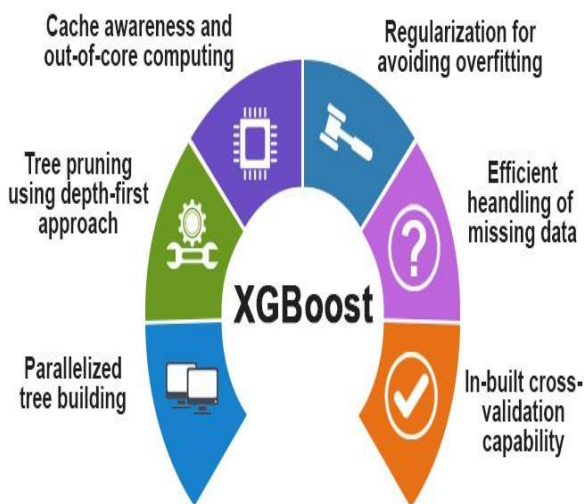 Cache awareness and
out-of-core computing
Regularization for
avoiding overfitting
Tree pruning
using depth-first
approach
Efficient
heandling of
missing data
?
XGBoost
Parallelized
tree building
In-built cross-
validation
capability